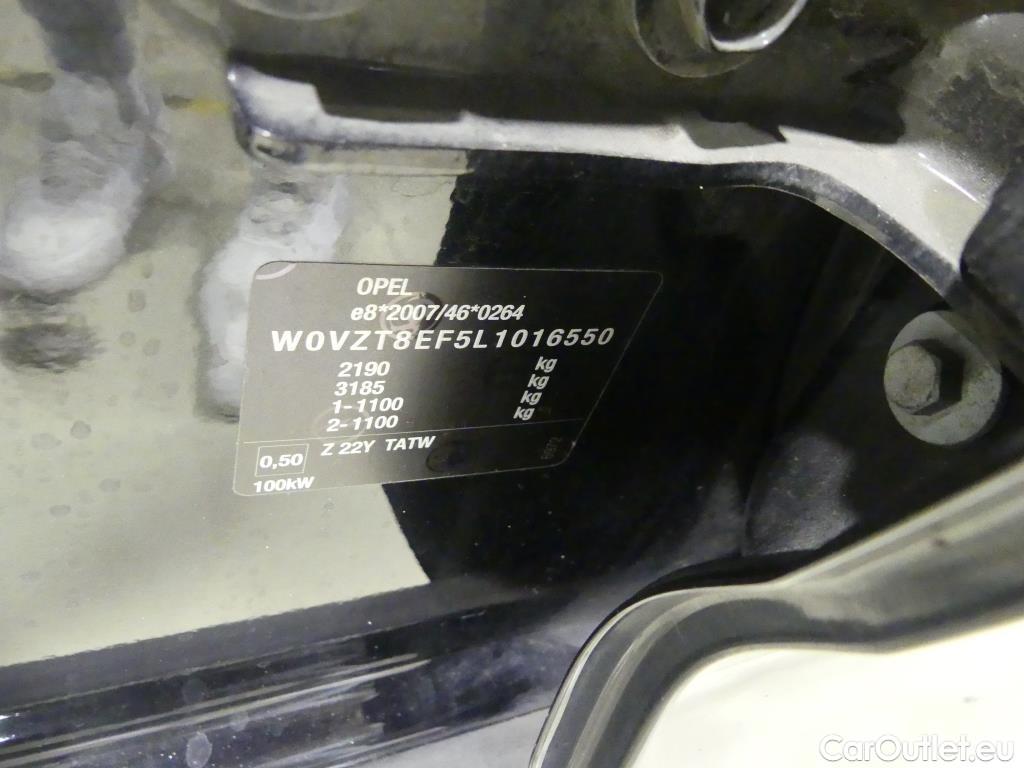 OPEL
e8*2007/46*0264
W0VZT8EF5L1016550
2190 kg
3185 kg
1-1100 kg
2-1100 kg
0,50 Z 22Y TATW
100kW
CarOutlet.eu